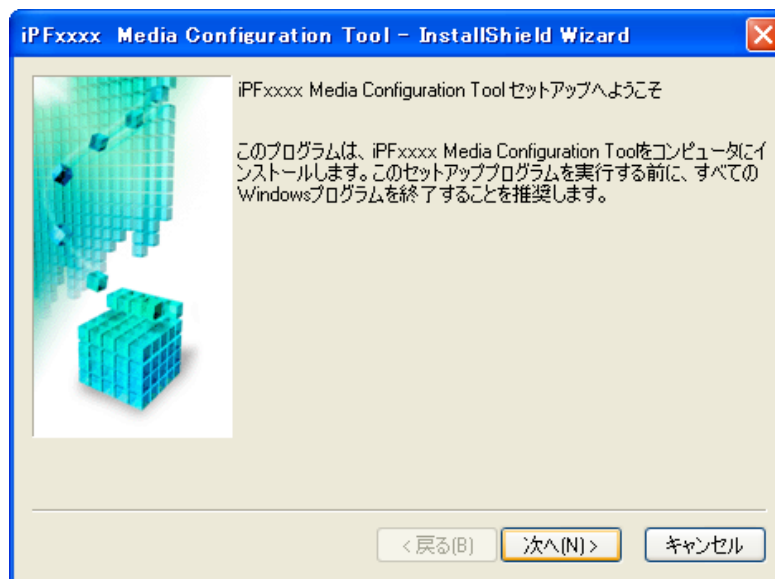 iPFxxxx Media Configuration Tool - InstallShield Wizard
iPFxxxx Media Configuration Tool セットアップへようこそ
このプログラムは、iPFxxxx Media Configuration Toolをコンピュータにイ
ンストールします。このセットアッププログラムを実行する前に、すべての
Windowsプログラムを終了することを推奨します。
< 戻る(B)
次へ(N) >
キャンセル